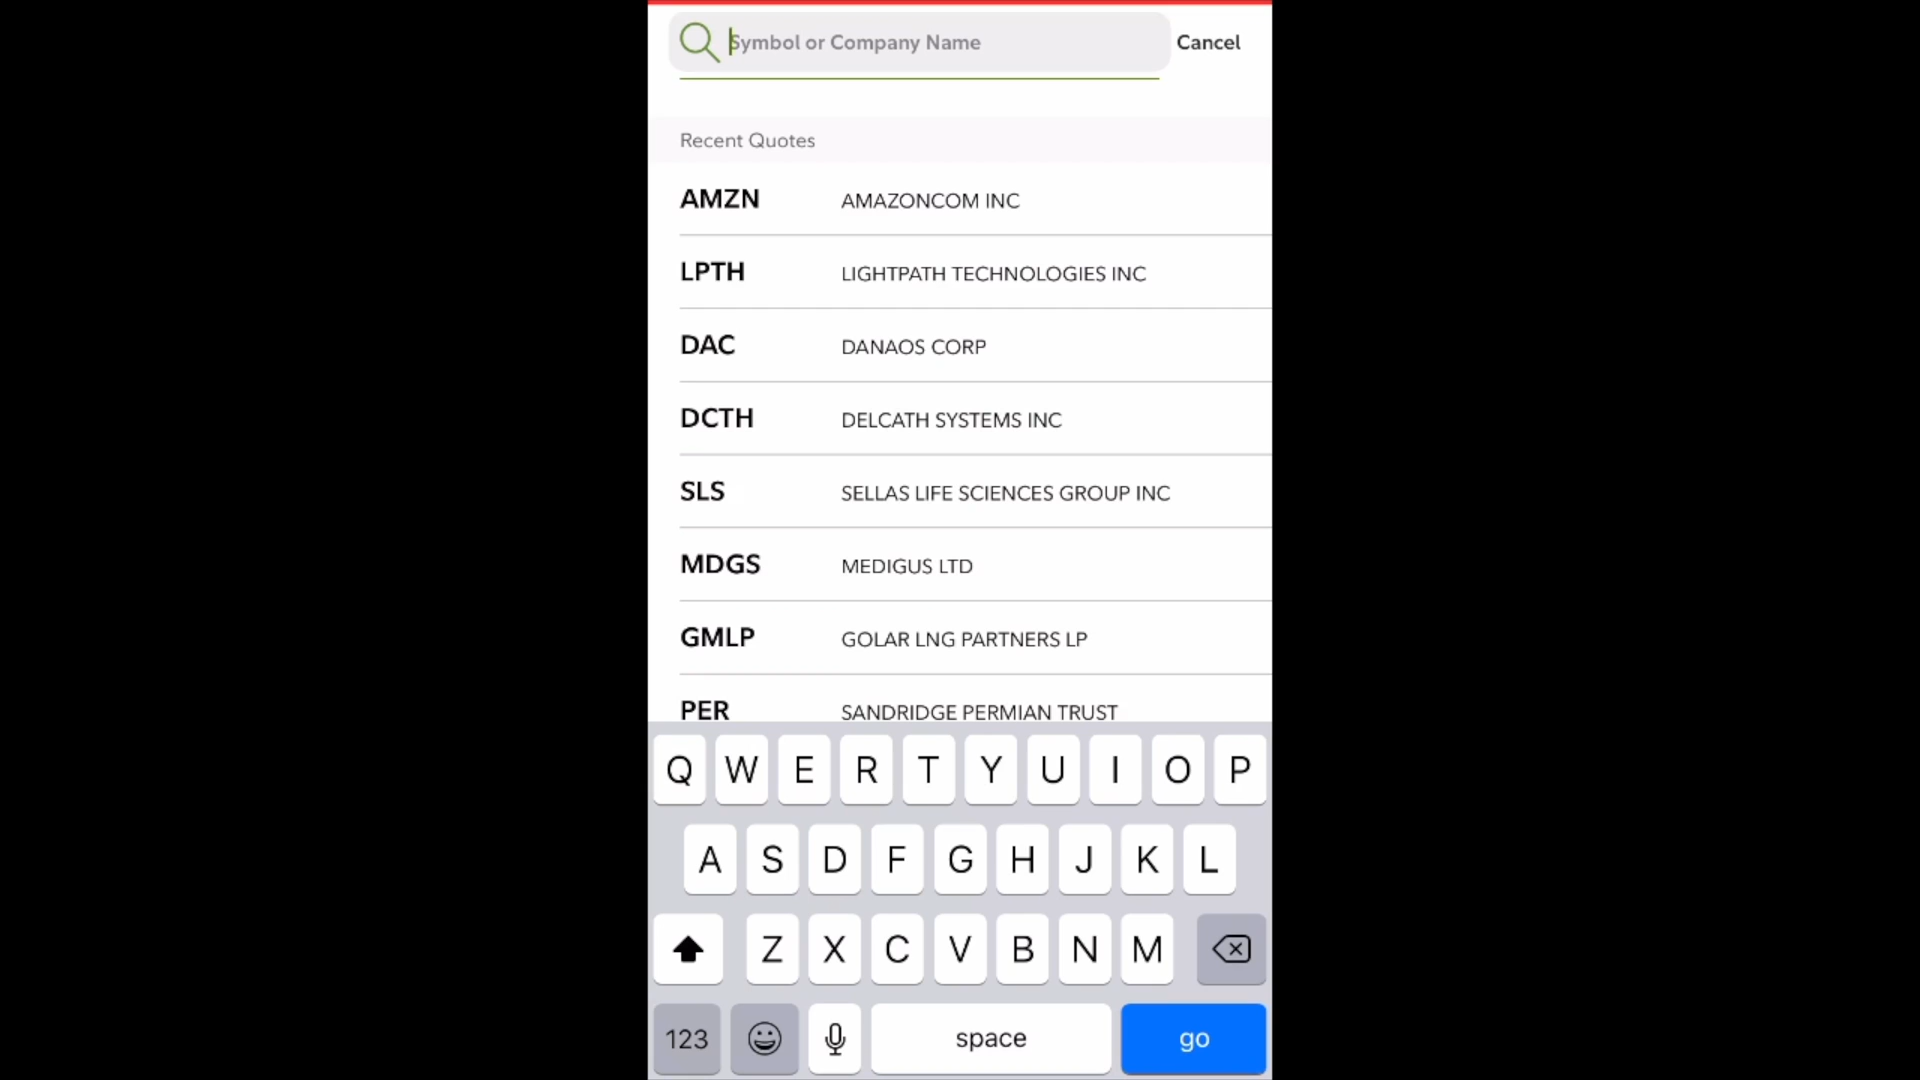 Symbol or Company Name Cancel
Recent Quotes
AMZN AMAZONCOM INC
LPTH LIGHTPATH TECHNOLOGIES INC
DAC DANAOS CORP
DCTH DELCATH SYSTEMS INC
SLS SELLAS LIFE SCIENCES GROUP INC
MDGS MEDIGUS LTD
GMLP GOLAR LNG PARTNERS LP
PER SANDRIDGE PERMIAN TRUST
Q W E R T Y U I O P
A S D F G H J K L
Z X C V B N M
123 space go